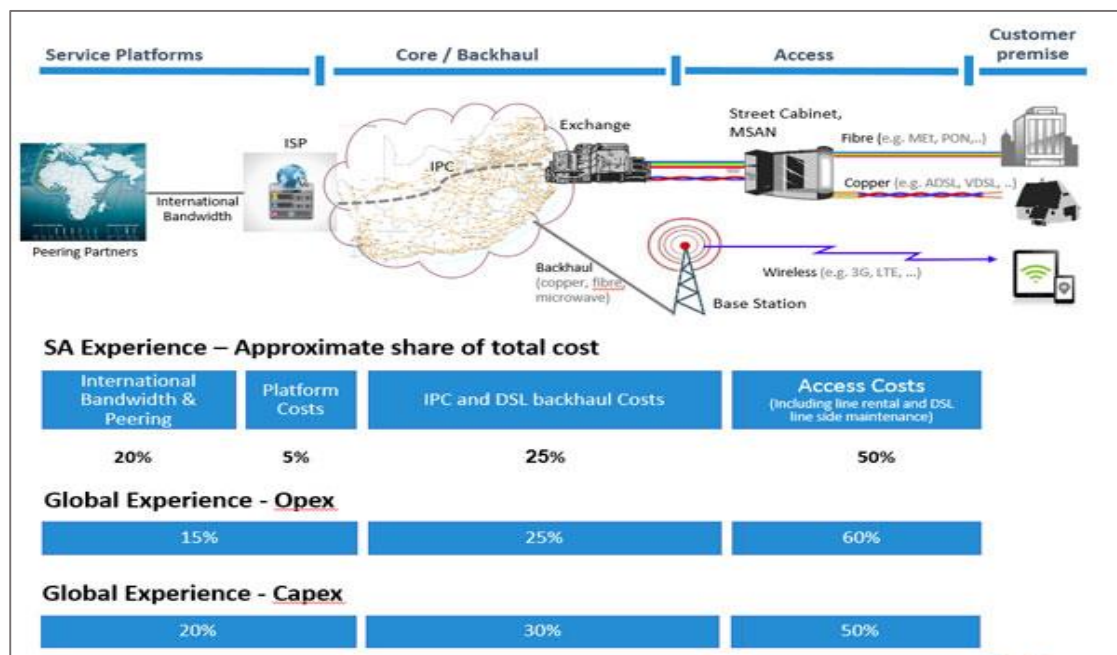 Service Platforms
Core / Backhaul
Access
Customer
premise
ISP
IPC
Exchange
Street Cabinet,
MSAN
Fibre (e.g. MEt, PON,..)
Copper (e.g. ADSL, VDSL, ..)
International
Bandwidth
Peering Partners
Backhaul
(copper, fibre,
microwave)
Wireless (e.g. 3G, LTE, ...)
Base Station
SA Experience – Approximate share of total cost
International
Bandwidth &
Peering
Platform
Costs
IPC and DSL backhaul Costs
Access Costs
(Including line rental and DSL
line side maintenance)
20%
5%
25%
50%
Global Experience - Opex
15%
25%
60%
Global Experience - Capex
20%
30%
50%